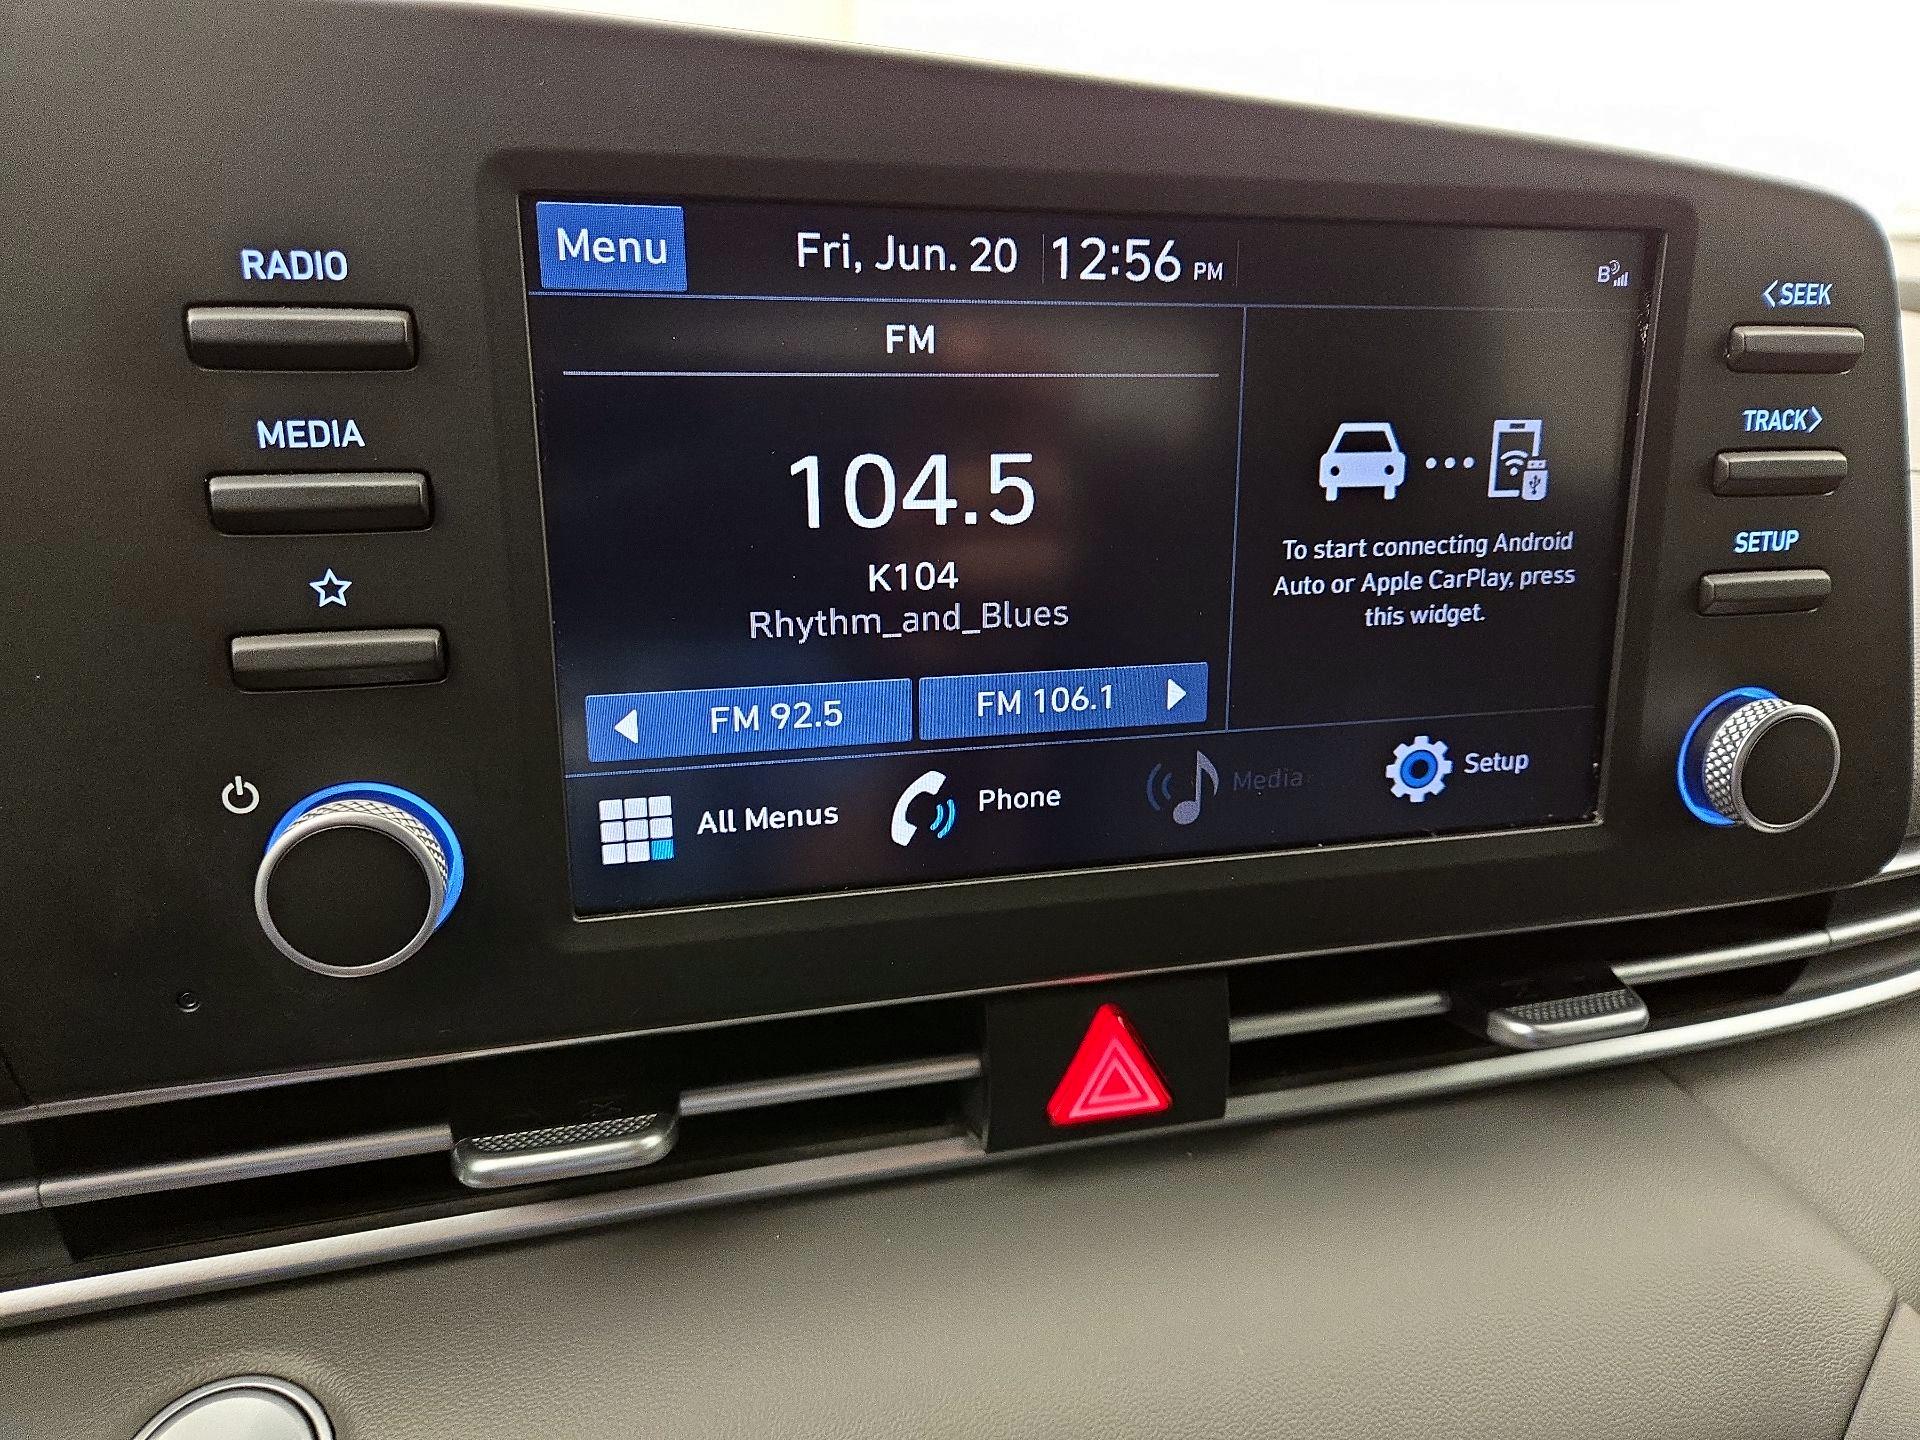 RADIO
MEDIA
Menu
Fri, Jun. 20 12:56 PM
B
FM
104.5
K104
Rhythm_and_Blues
FM 92.5
FM 106.1
To start connecting Android
Auto or Apple CarPlay, press
this widget.
All Menus
Phone
Media
Setup
<SEEK
TRACK>
SETUP